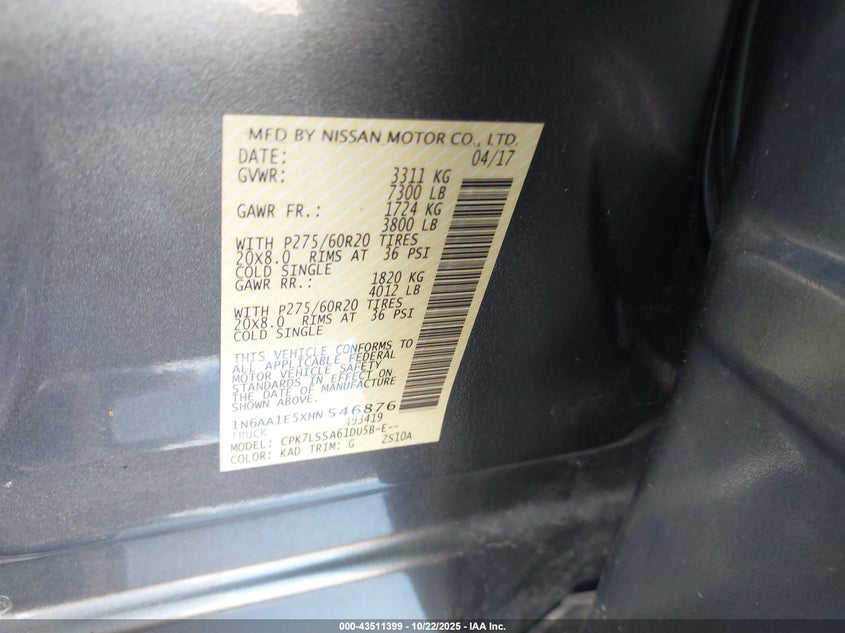 MFD BY NISSAN MOTOR CO., LTD.
DATE: 04/17
GVWR: 3311 KG
7300 LB
GAWR FR.: 1724 KG
3800 LB
WITH P275/60R20 TIRES
20X8.0 RIMS AT 36 PSI
COLD SINGLE
GAWR RR.: 1820 KG
4012 LB
WITH P275/60R20 TIRES
20X8.0 RIMS AT 36 PSI
COLD SINGLE
THIS VEHICLE CONFORMS TO
ALL APPLICABLE FEDERAL
MOTOR VEHICLE SAFETY
STANDARDS IN EFFECT ON
THE DATE OF MANUFACTURE
SHOWN ABOVE.
1N6AA1E5XHN546876
TRUCK 493419
MODEL: CPK7LSSA61DU5B-E--
COLOR: KAD TRIM: G ZS10A
000-43511399 - 10/22/2025 - IAA Inc.